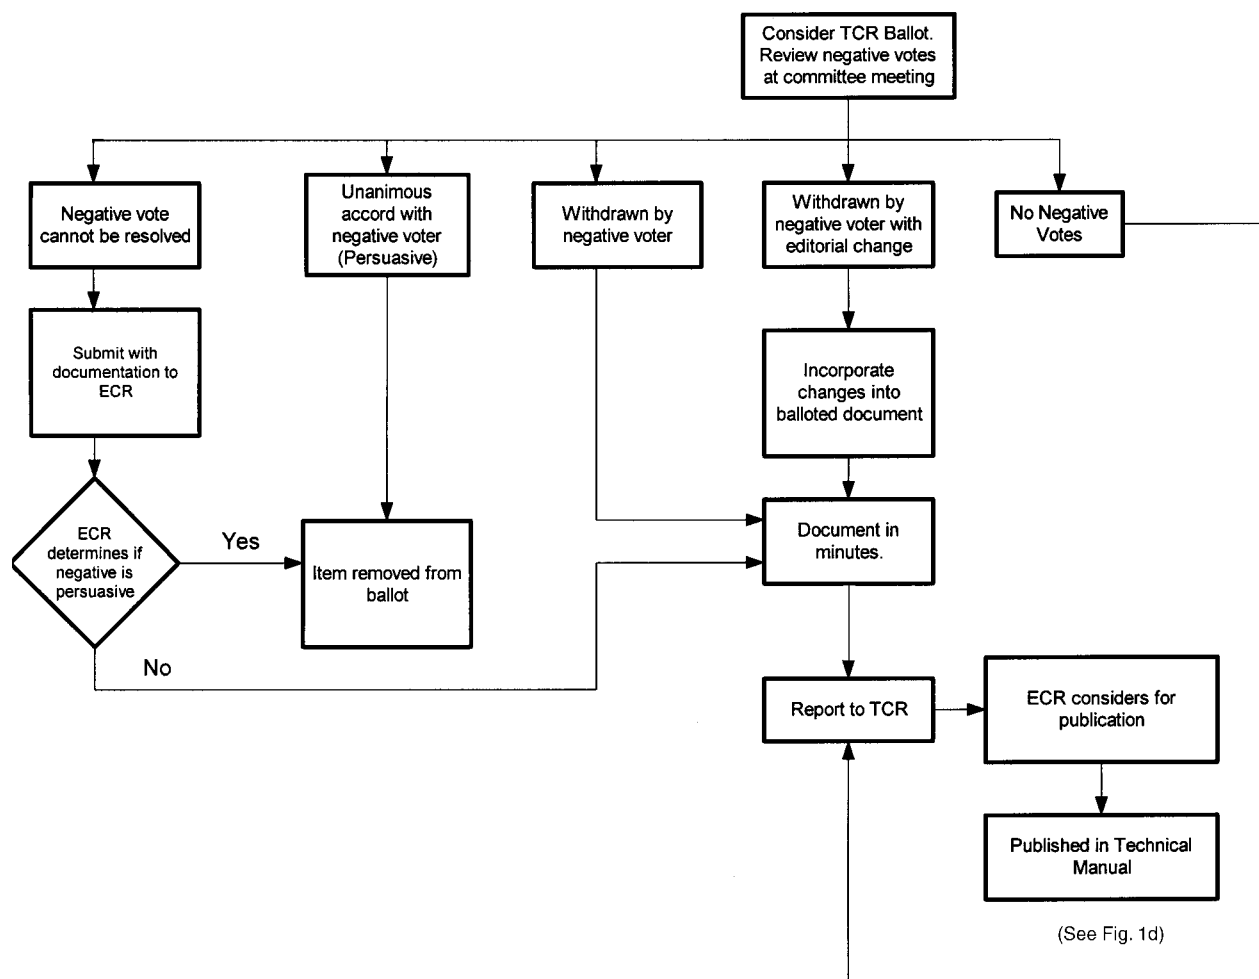 Consider TCR Ballot.
Review negative votes
at committee meeting
Negative vote
cannot be resolved
Unanimous
accord with
negative voter
(Persuasive)
Withdrawn by
negative voter
Withdrawn by
negative voter with
editorial change
No Negative
Votes
Submit with
documentation to
ECR
Incorporate
changes into
balloted document
ECR
determines if
negative is
persuasive
Yes
Item removed from
ballot
Document in
minutes.
No
Report to TCR
ECR considers for
publication
Published in Technical
Manual
(See Fig. 1d)